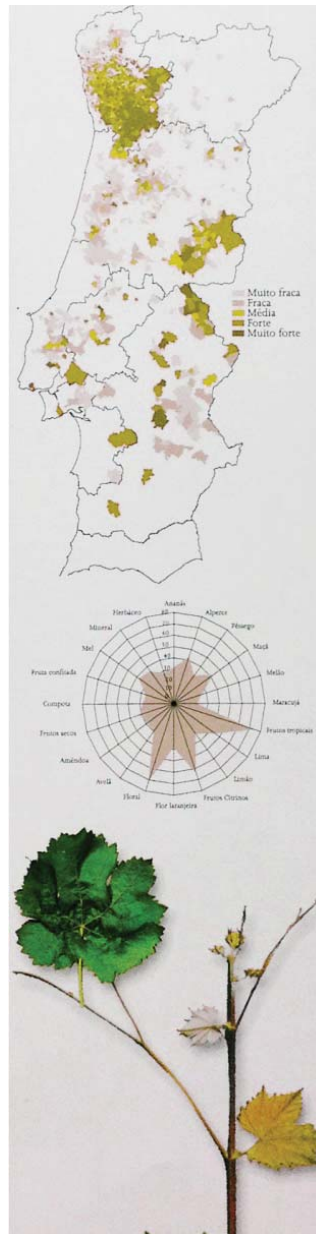 Muito fraca
Fraca
Média
Forte
Muito forte
Ananás
Alperce
Pêssego
Maçã
Melão
Maracujá
Frutos tropicais
Lima
Limão
Frutos Citrinos
Flor laranjeira
Floral
Avelã
Amêndoa
Frutos secos
Compota
Fruta confitada
Mel
Mineral
Herbáceo